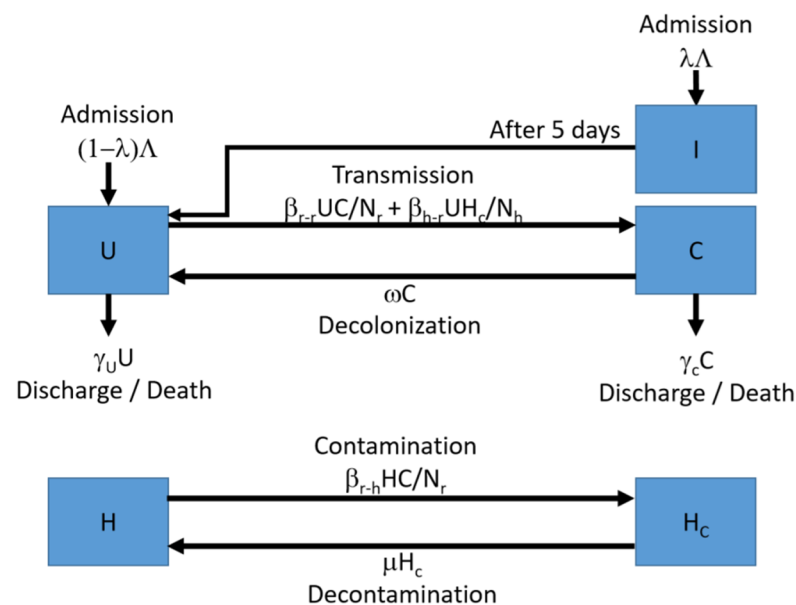 Admission
λΛ
I
Admission
(1−λ)Λ
After 5 days
Transmission
βr-rUC/Nr + βh-rUHc/Nh
U
C
ωC
Decolonization
γUU
Discharge / Death
γcC
Discharge / Death
Contamination
βr-hHC/Nr
H
HC
μHc
Decontamination